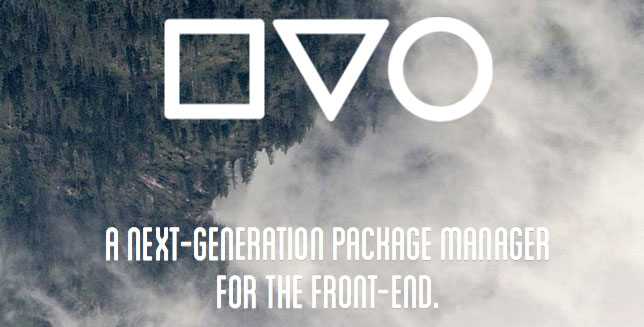 A NEXT-GENERATION PACKAGE MANAGER
FOR THE FRONT-END.